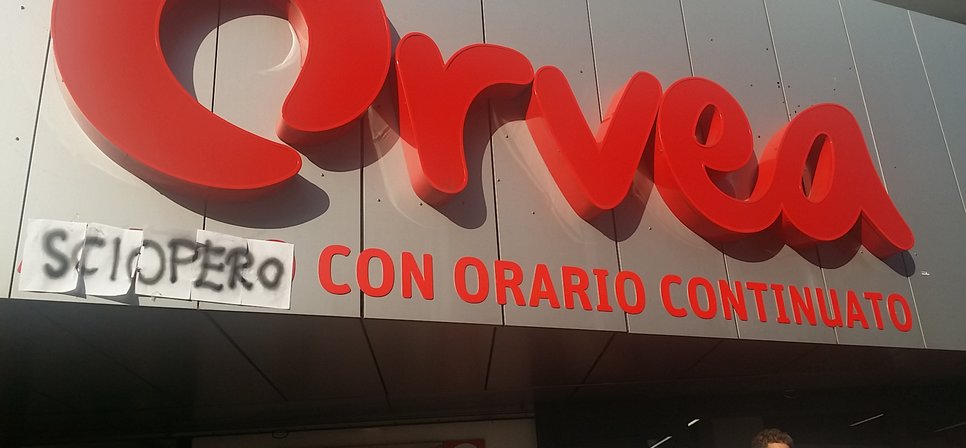 Orvea
SCIOPERO CON ORARIO CONTINUATO